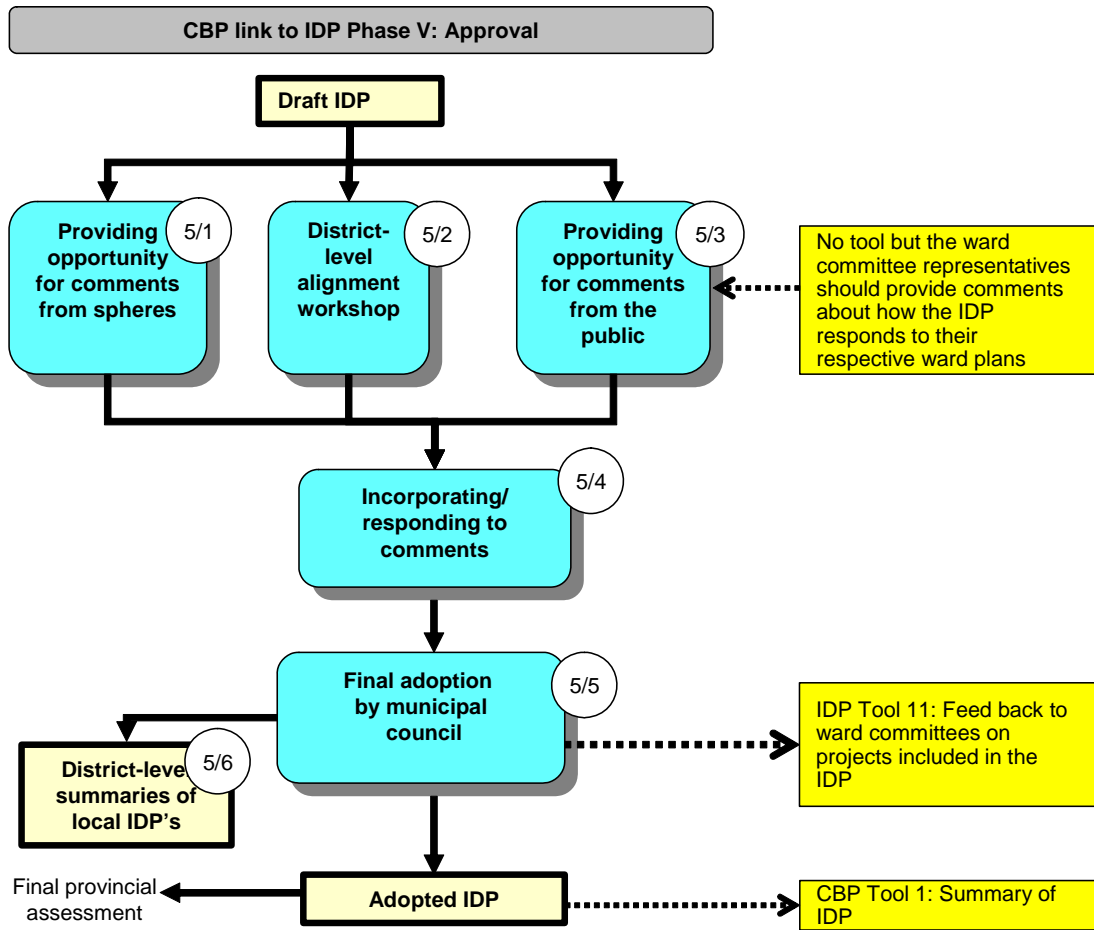 CBP link to IDP Phase V: Approval
Draft IDP
Providing
opportunity
for comments
from spheres
5/1
District-
level
alignment
workshop
5/2
Providing
opportunity
for comments
from the
public
5/3
No tool but the ward
committee representatives
should provide comments
about how the IDP
responds to their
respective ward plans
Incorporating/
responding to
comments
5/4
Final adoption
by municipal
council
5/5
IDP Tool 11: Feed back to
ward committees on
projects included in the
IDP
5/6
District-level
summaries of
local IDP's
Final provincial
assessment
Adopted IDP
CBP Tool 1: Summary of
IDP